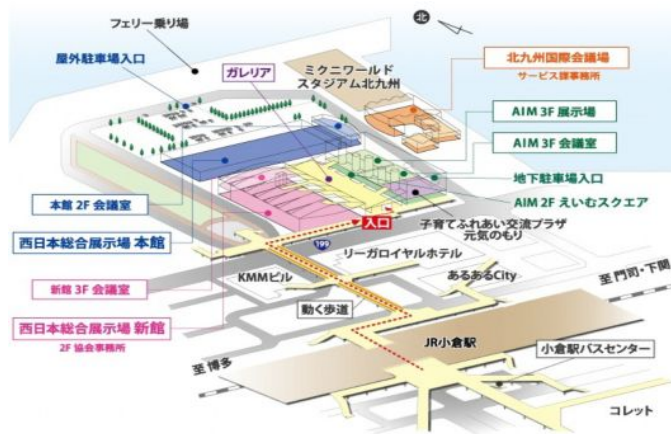 北
フェリー乗り場
屋外駐車場入口
ガレリア
ミクニワールド
スタジアム北九州
北九州国際会議場
サービス課事務所
AIM 3F 展示場
AIM 3F 会議室
地下駐車場入口
AIM 2F えいむスクエア
本館 2F 会議室
西日本総合展示場 本館
入口
子育てふれあい交流プラザ
元気のもり
199
リーガロイヤルホテル
KMMビル
あるあるCity
新館 3F 会議室
西日本総合展示場 新館
2F 協会事務所
動く歩道
至 門司・下関
至 博多
JR小倉駅
小倉駅バスセンター
コレット